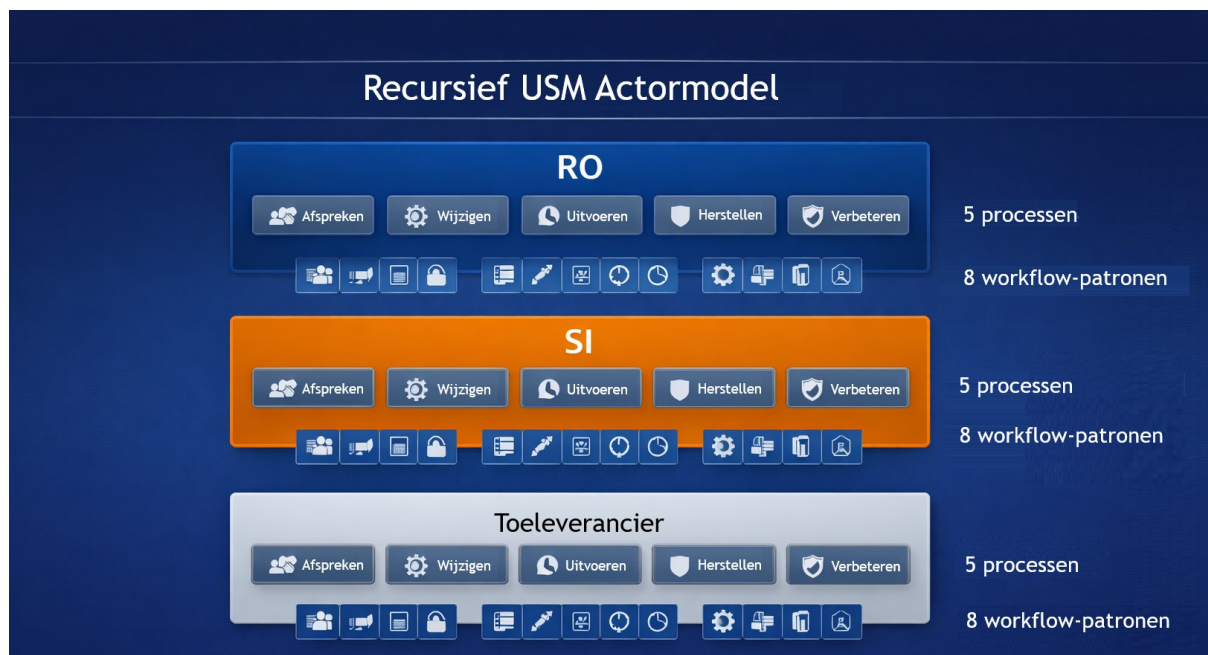 Recursief USM Actormodel
RO
Afspreken Wijzigen Uitvoeren Herstellen Verbeteren
5 processen
8 workflow-patronen
SI
Afspreken Wijzigen Uitvoeren Herstellen Verbeteren
5 processen
8 workflow-patronen
Toeleverancier
Afspreken Wijzigen Uitvoeren Herstellen Verbeteren
5 processen
8 workflow-patronen